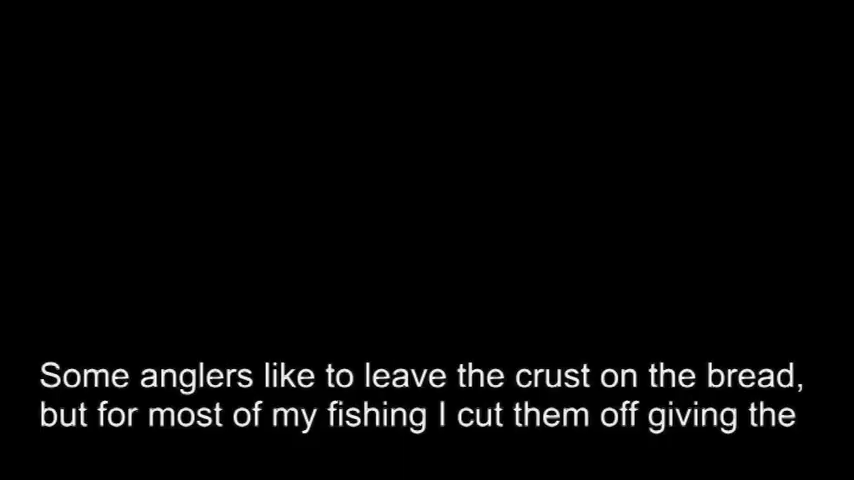 Some anglers like to leave the crust on the bread,
but for most of my fishing I cut them off giving the